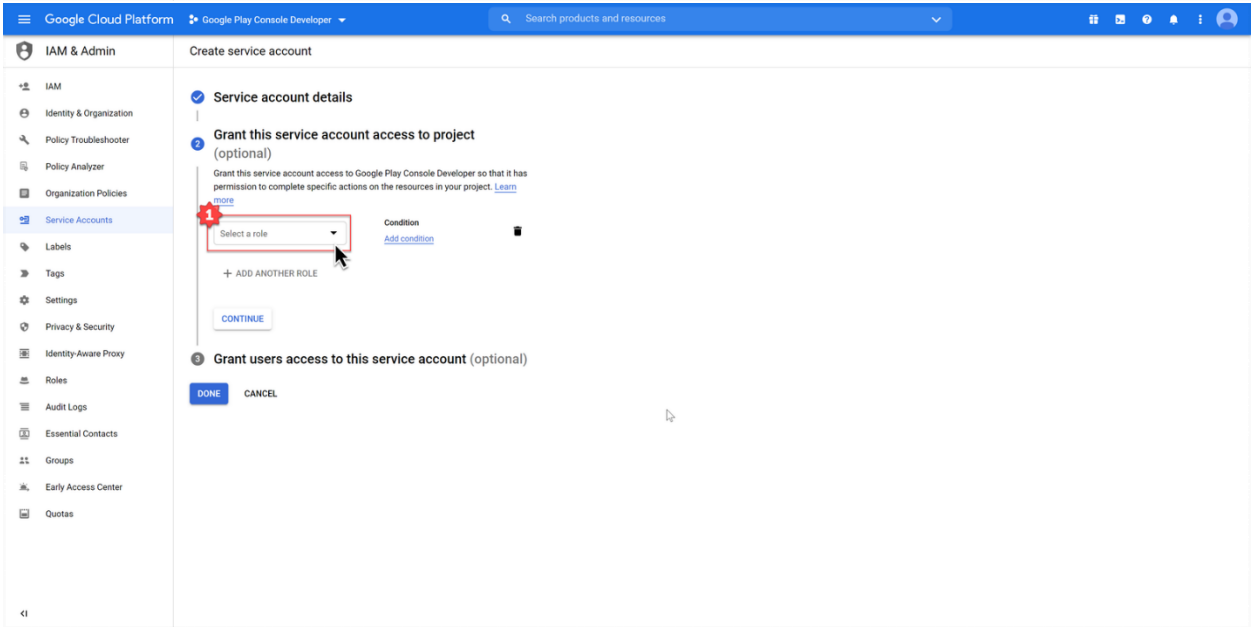 Google Cloud Platform
Google Play Console Developer
Search products and resources
IAM & Admin
Create service account
IAM
Identity & Organization
Policy Troubleshooter
Policy Analyzer
Organization Policies
Service Accounts
Labels
Tags
Settings
Privacy & Security
Identity-Aware Proxy
Roles
Audit Logs
Essential Contacts
Groups
Early Access Center
Quotas
Service account details
2
Grant this service account access to project
(optional)
Grant this service account access to Google Play Console Developer so that it has
permission to complete specific actions on the resources in your project. Learn
more
1
Select a role
Condition
Add condition
+ ADD ANOTHER ROLE
CONTINUE
3
Grant users access to this service account (optional)
DONE
CANCEL